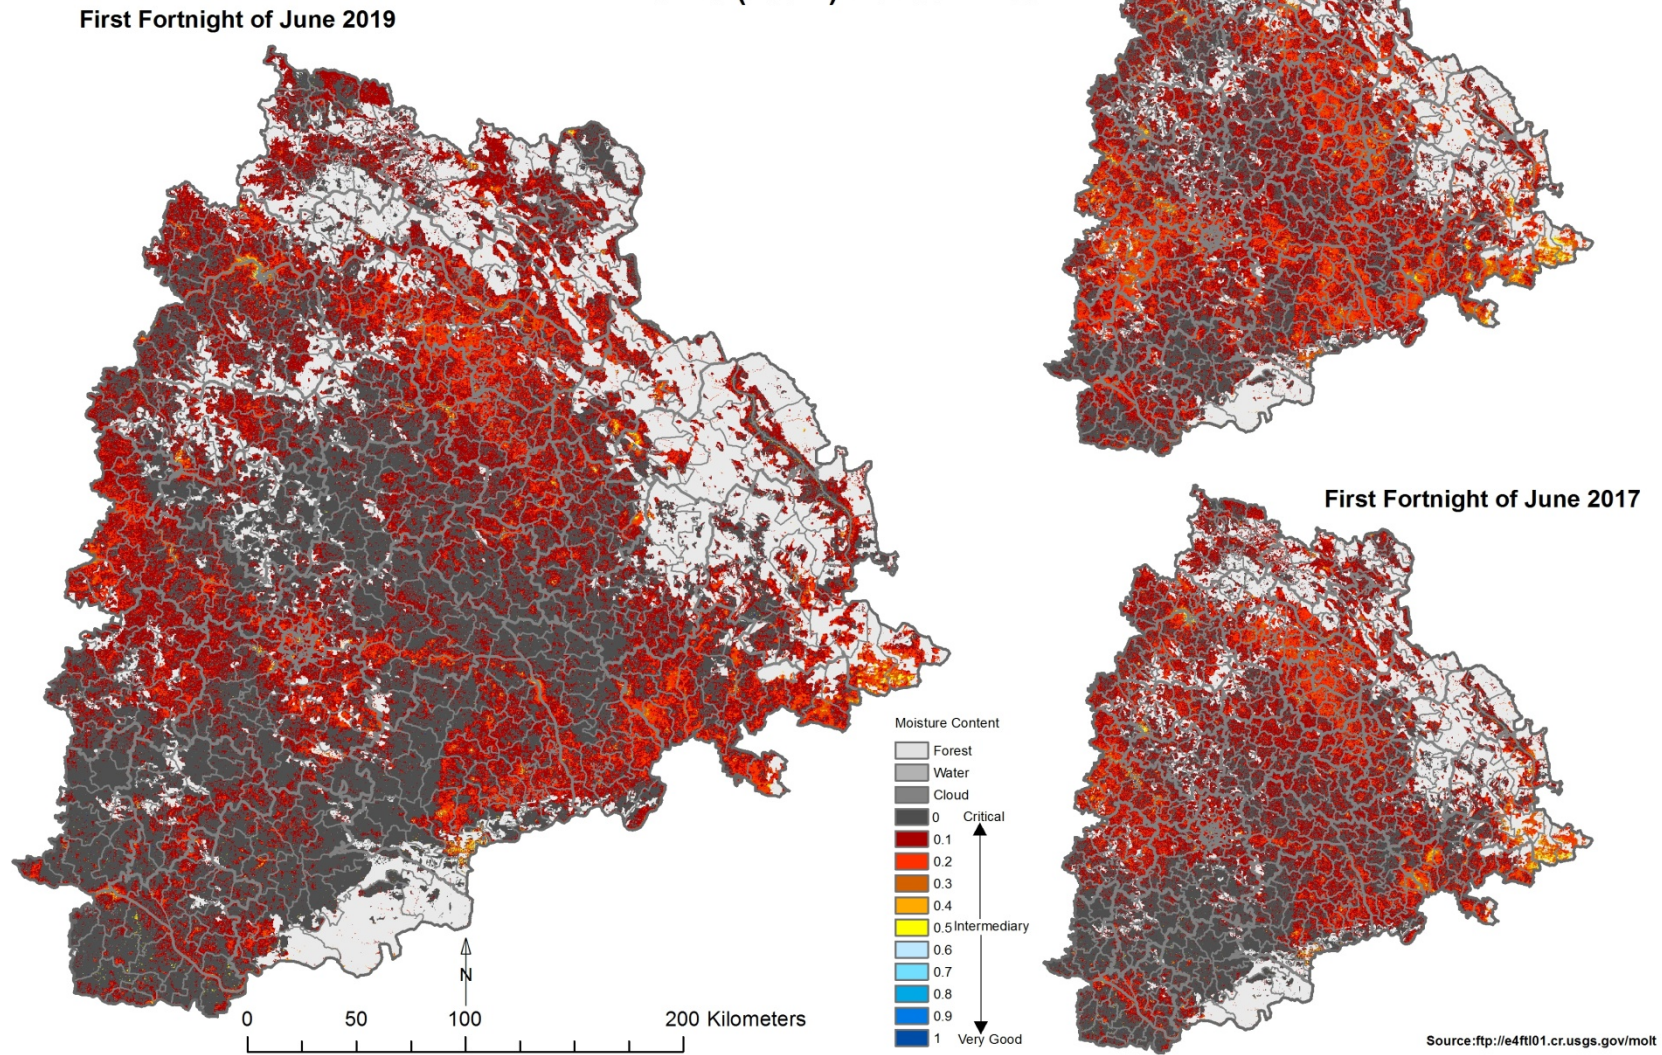 First Fortnight of June 2019
First Fortnight of June 2017
Moisture Content
Forest
Water
Cloud
0 Critical
0.1
0.2
0.3
0.4
0.5 Intermediary
0.6
0.7
0.8
0.9
1 Very Good
N
0 50 100 200 Kilometers
Source:ftp://e4ftl01.cr.usgs.gov/molt